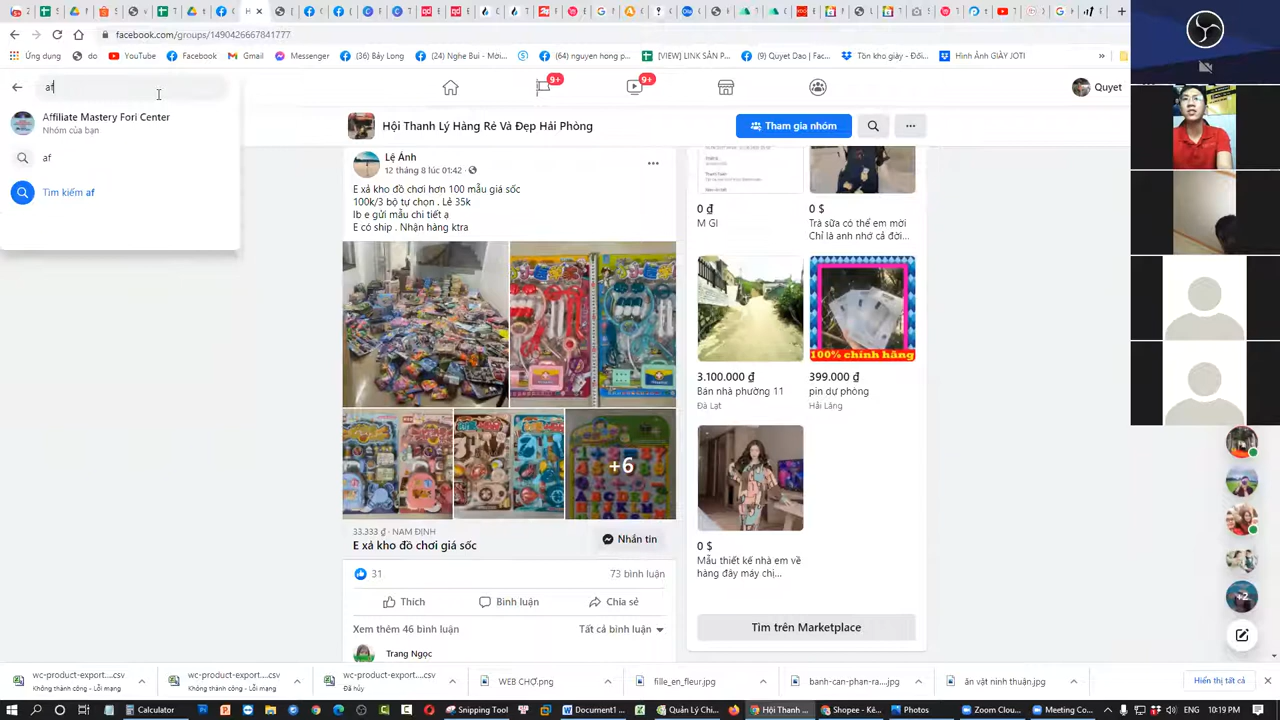 facebook.com/groups/1490426667841777
Ứng dụng
do
YouTube
Facebook
Gmail
Messenger
(36) Bảy Long
(24) Nghe Bui - Mới...
(64) nguyen hong p...
[VIEW] LINK SẢN P...
(9) Quyet Dao | Fac...
Tồn kho giày - Đối...
Hình Ảnh GIÀY JOTI
»
af
9+
9+
Quyet
Affiliate Mastery Fori Center
Nhóm của bạn
af
Tìm kiếm af
Hội Thanh Lý Hàng Rẻ Và Đẹp Hải Phòng
Tham gia nhóm
Lệ Ánh
12 tháng 8 lúc 01:42
E xả kho đồ chơi hơn 100 mẫu giá sốc
100k/3 bộ tự chọn . Lẻ 35k
Ib e gửi mẫu chi tiết ạ
E có ship . Nhận hàng ktra
+6
33.333 ₫ · NAM ĐỊNH
E xả kho đồ chơi giá sốc
Nhắn tin
31
73 bình luận
Thích
Bình luận
Chia sẻ
Xem thêm 46 bình luận
Tất cả bình luận
Trang Ngọc
0 ₫
M GI
0 $
Trà sữa có thể em mời
Chỉ là anh nhớ cả đời...
100% chính hãng
3.100.000 ₫
Bán nhà phường 11
Đà Lạt
399.000 ₫
pin dự phòng
Hải Lăng
0 $
Mẫu thiết kế nhà em về
hàng đầy máy chị...
Tìm trên Marketplace
+2
wc-product-export....csv
Không thành công - Lỗi mạng
wc-product-export....csv
Không thành công - Lỗi mạng
wc-product-export....csv
Đã hủy
WEB CHỢ.png
fille_en_fleur.jpg
banh-can-phan-ra....jpg
ăn vật ninh thuận.jpg
Hiển thị tất cả
Calculator
Snipping Tool
Document1 ...
Quản Lý Chi...
Hội Thanh ...
Shopee - Kê...
Photos
Zoom Clou...
Meeting Co...
ENG
10:19 PM